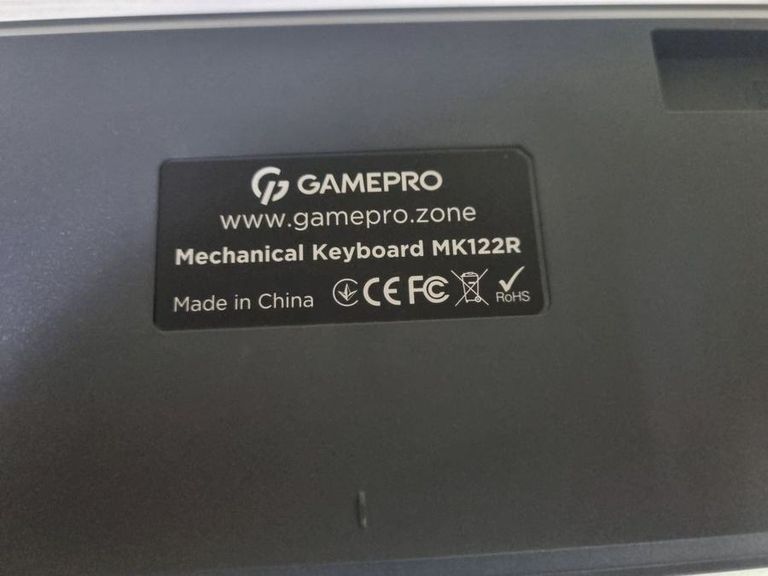 GAMEPRO
www.gamepro.zone
Mechanical Keyboard MK122R
Made in China CE FC RoHS